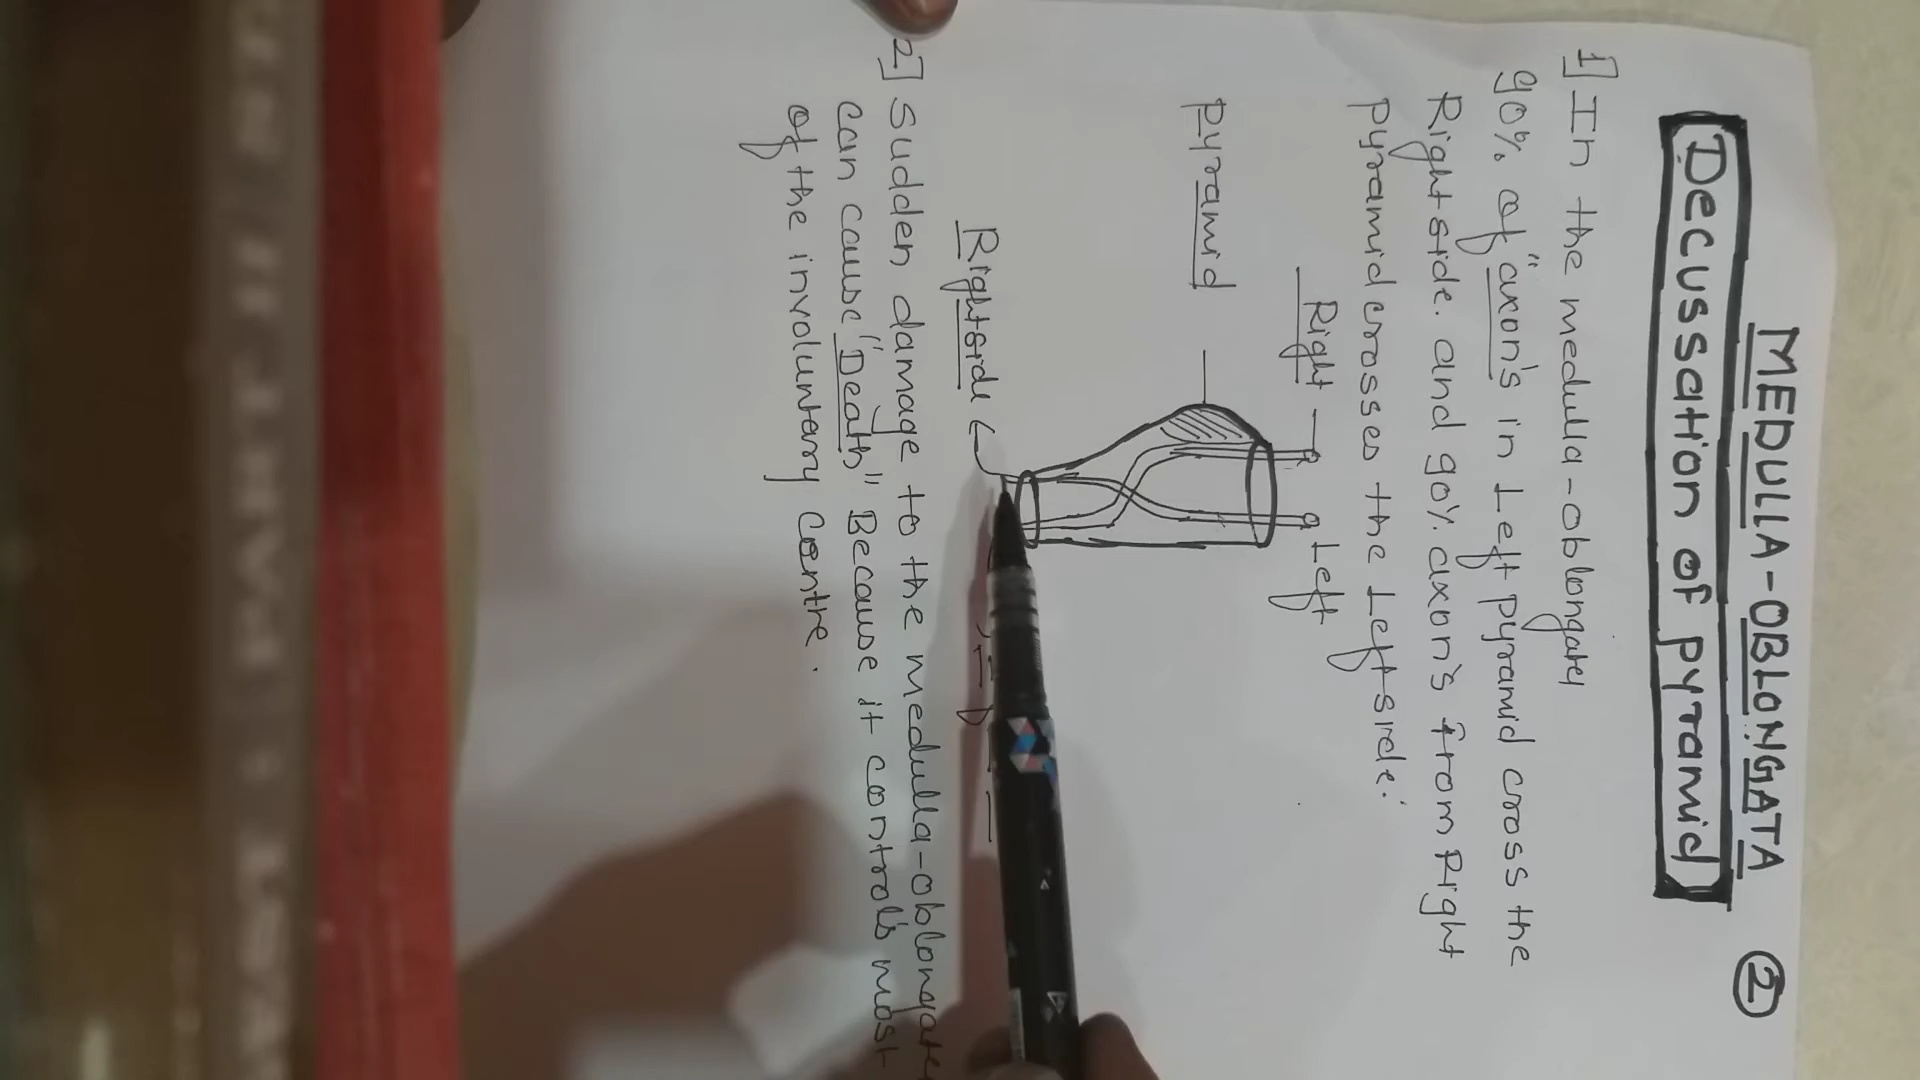 MEDULLA-OBLONGATA ②
Decussation of pyramid
1] In the medulla-oblongata
90% of "axon's in Left pyramid cross the
Right side. and 90% axon's from Right
pyramid crosses the Left side.
Right Left
pyramid
Right side
2] sudden damage to the medulla-oblongata
can cause "Death" Because it control's most
of the involuntary centre.